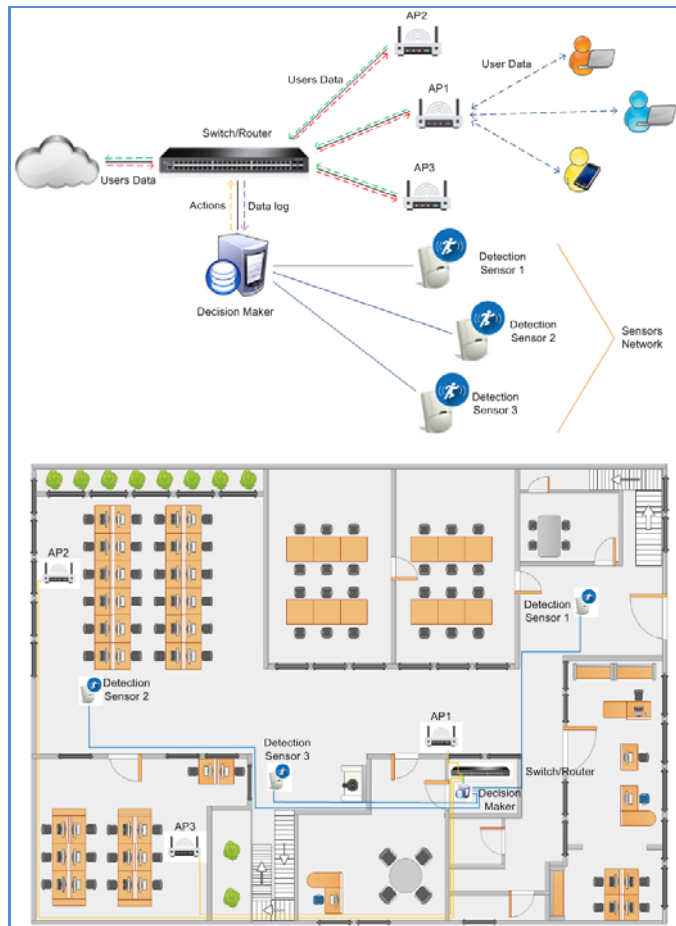 AP2
Users Data
AP1
User Data
Switch/Router
Users Data
AP3
Actions
Data log
Detection
Sensor 1
Decision Maker
Detection
Sensor 2
Sensors
Network
Detection
Sensor 3
AP2
Detection
Sensor 1
Detection
Sensor 2
AP1
Detection
Sensor 3
Switch/Router
Decision
Maker
AP3